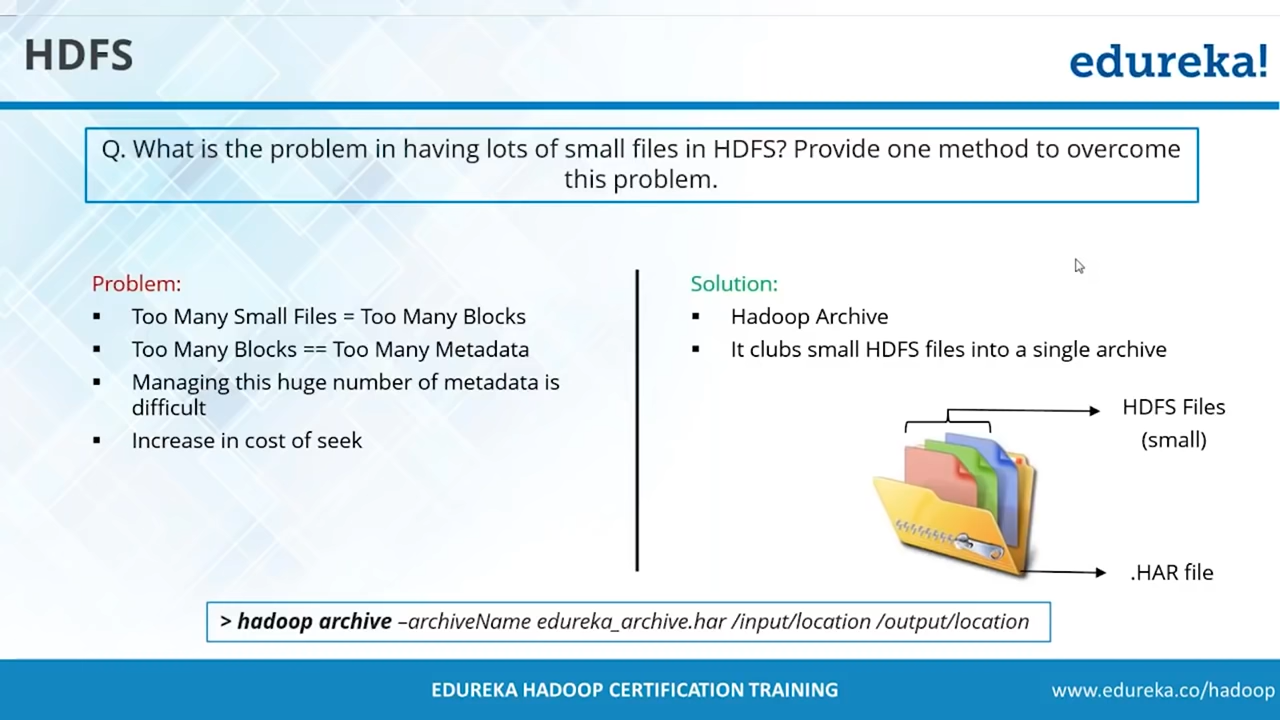 HDFS
edureka!
Q. What is the problem in having lots of small files in HDFS? Provide one method to overcome
this problem.
Problem:
▪ Too Many Small Files = Too Many Blocks
▪ Too Many Blocks == Too Many Metadata
▪ Managing this huge number of metadata is
difficult
▪ Increase in cost of seek
Solution:
▪ Hadoop Archive
▪ It clubs small HDFS files into a single archive
HDFS Files
(small)
.HAR file
> hadoop archive –archiveName edureka_archive.har /input/location /output/location
EDUREKA HADOOP CERTIFICATION TRAINING
www.edureka.co/hadoop